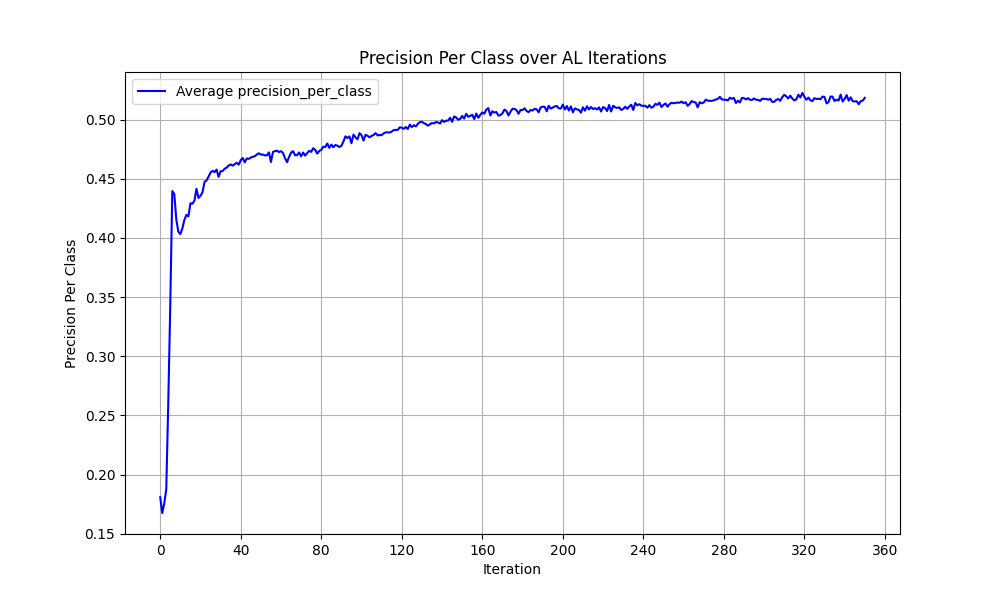 Precision Per Class over AL Iterations
Average precision_per_class
Precision Per Class
0.50
0.45
0.40
0.35
0.30
0.25
0.20
0.15
0 40 80 120 160 200 240 280 320 360
Iteration